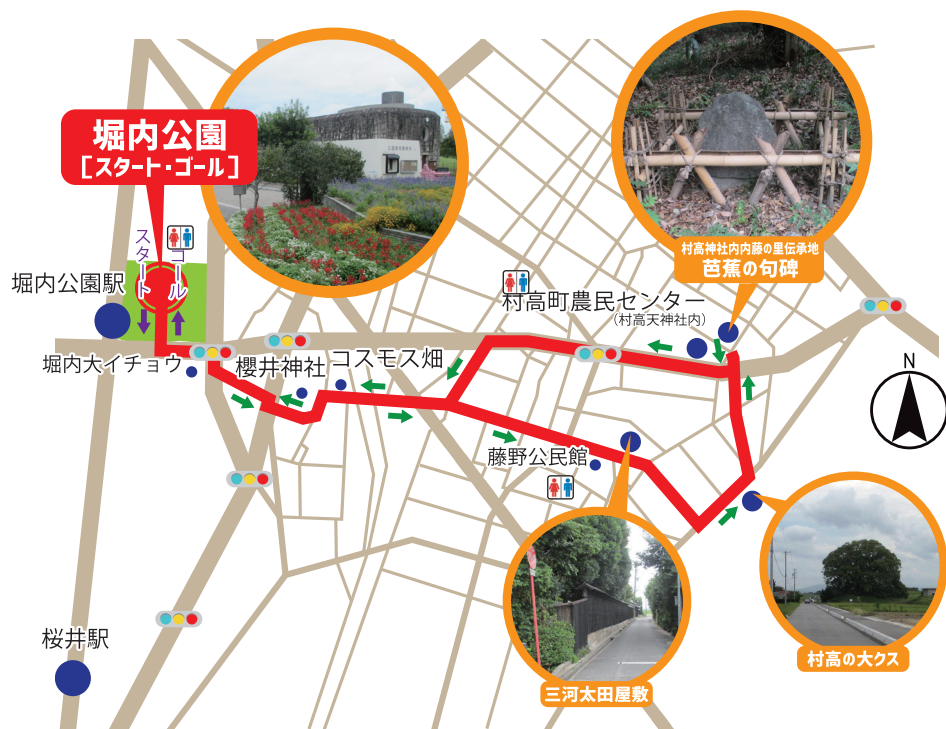 堀内公園
[スタート・ゴール]
スタート
ゴール
堀内公園駅
堀内大イチョウ
櫻井神社
コスモス畑
村高町農民センター
(村高天神社内)
村高神社内内藤の里伝承地
芭蕉の句碑
N
藤野公民館
三河太田屋敷
村高の大クス
桜井駅